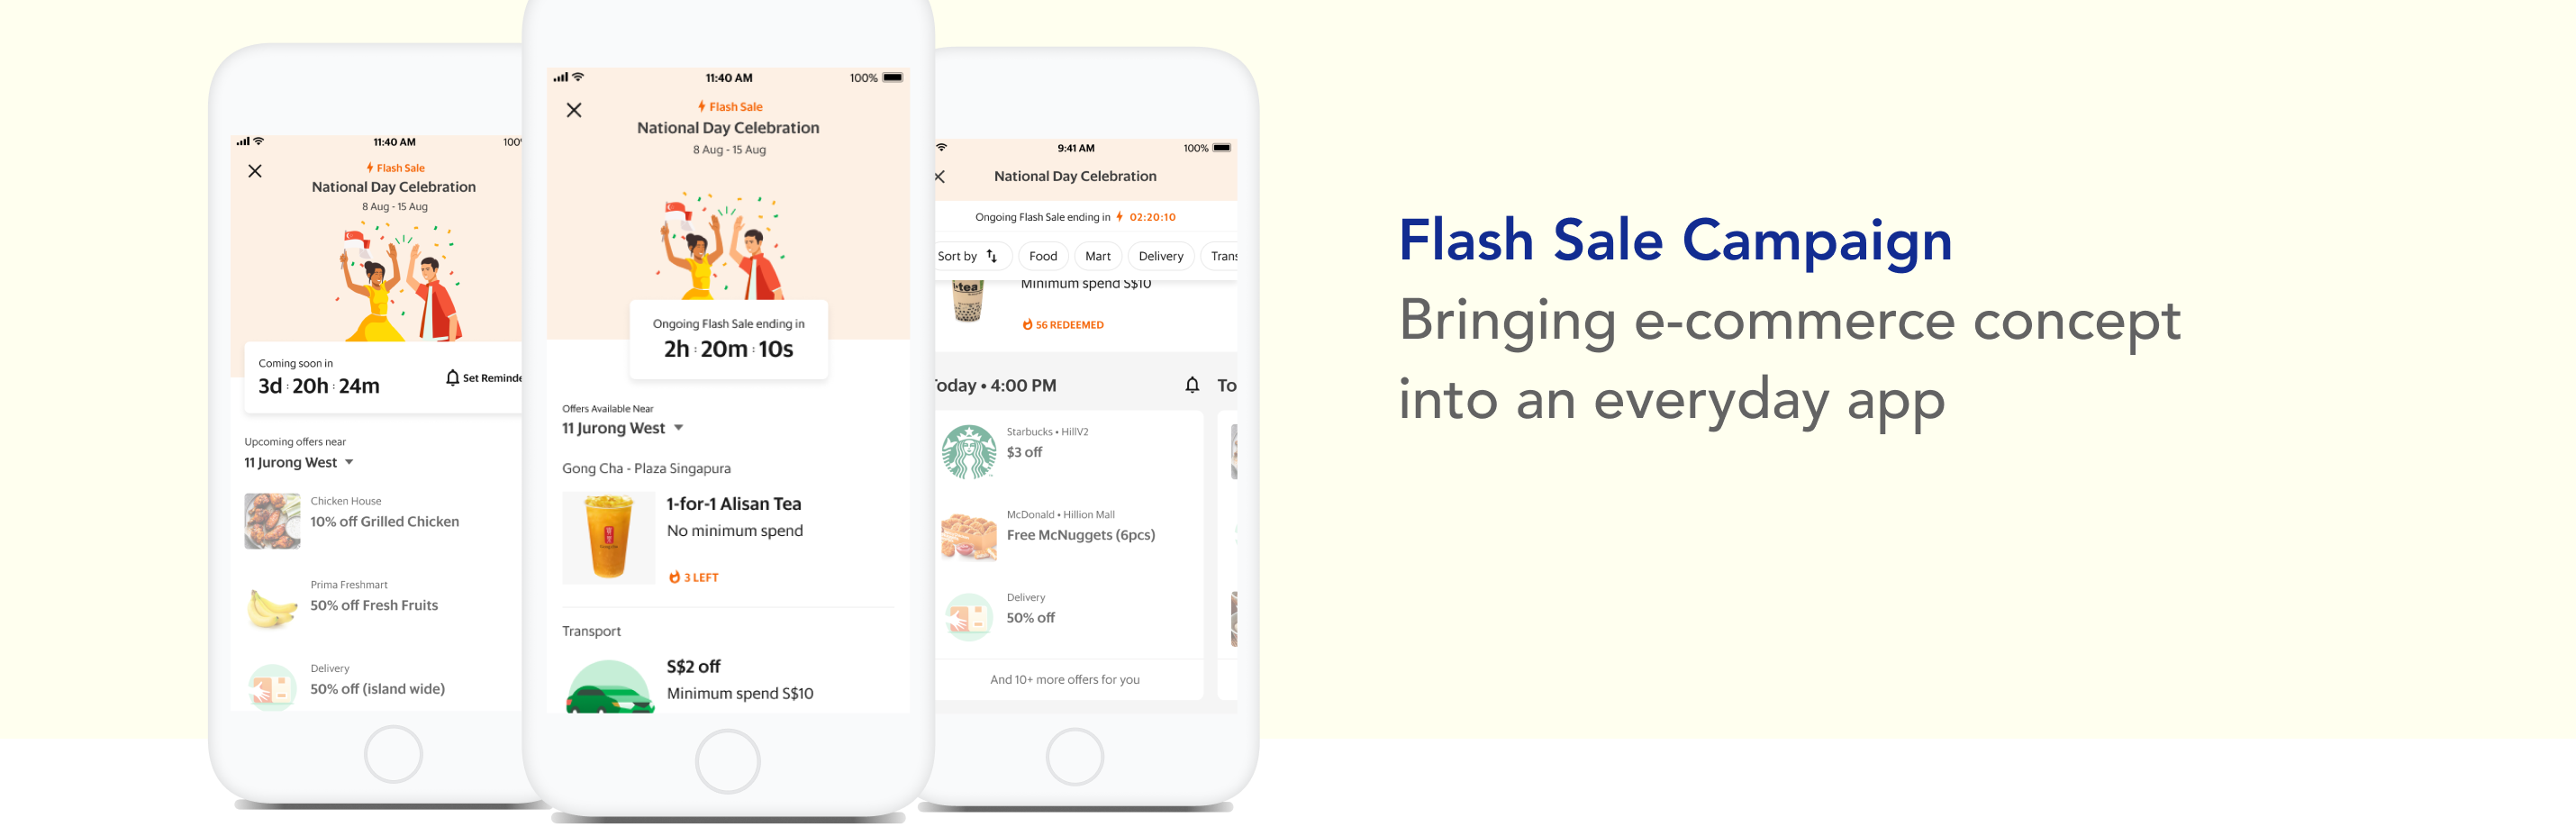 11:40 AM
100%
Flash Sale
National Day Celebration
8 Aug - 15 Aug
Coming soon in
3d : 20h : 24m
Set Reminde
Upcoming offers near
11 Jurong West
Chicken House
10% off Grilled Chicken
Prima Freshmart
50% off Fresh Fruits
Delivery
50% off (island wide)
11:40 AM
100%
Flash Sale
National Day Celebration
8 Aug - 15 Aug
Ongoing Flash Sale ending in
2h : 20m : 10s
Offers Available Near
11 Jurong West
Gong Cha - Plaza Singapura
1-for-1 Alisan Tea
No minimum spend
3 LEFT
Transport
S$2 off
Minimum spend S$10
9:41 AM
100%
National Day Celebration
Ongoing Flash Sale ending in 02:20:10
Sort by
Food
Mart
Delivery
Trans
-tea
Minimum spend S$10
56 REDEEMED
Today • 4:00 PM
To
Starbucks • HillV2
$3 off
McDonald • Hillion Mall
Free McNuggets (6pcs)
Delivery
50% off
And 10+ more offers for you
Flash Sale Campaign
Bringing e-commerce concept
into an everyday app